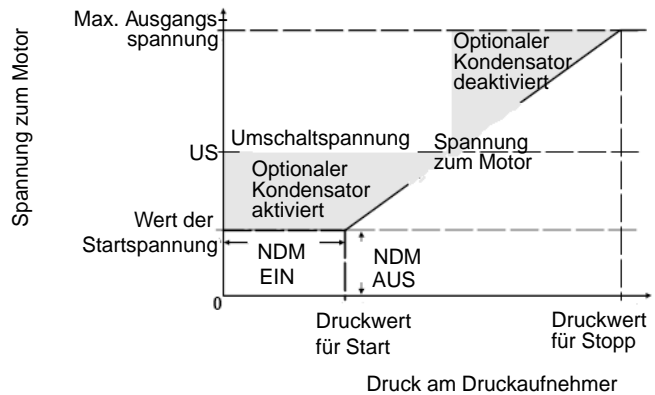 Spannung zum Motor
Max. Ausgangs
spannung
Optionaler
Kondensator
deaktiviert
Umschaltspannung
Spannung
zum Motor
US
Optionaler
Kondensator
aktiviert
Wert der
Startspannung
NDM
EIN
NDM
AUS
0
Druckwert
für Start
Druckwert
für Stopp
Druck am Druckaufnehmer